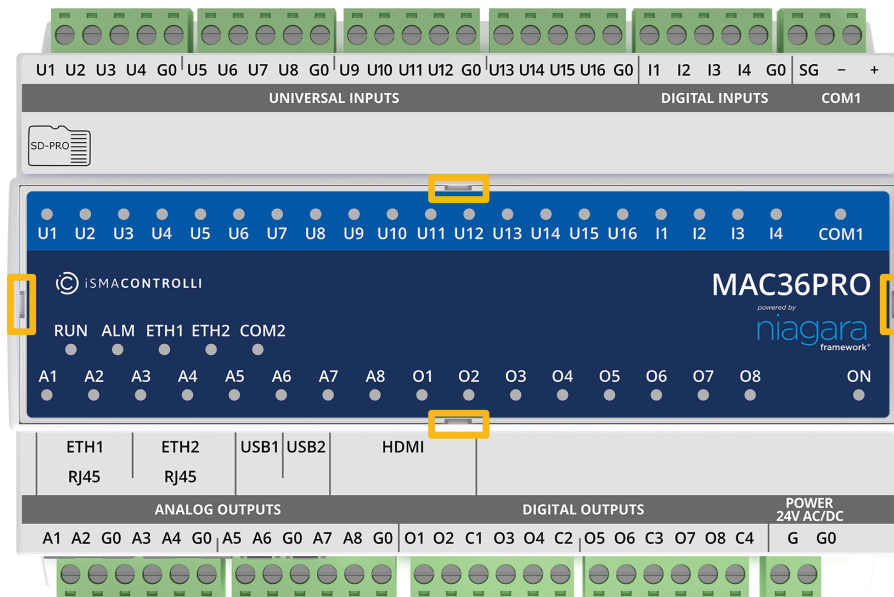 U1 U2 U3 U4 G0 U5 U6 U7 U8 G0 U9 U10 U11 U12 G0 U13 U14 U15 U16 G0 I1 I2 I3 I4 G0 SG − +
UNIVERSAL INPUTS DIGITAL INPUTS COM1
SD-PRO
U1 U2 U3 U4 U5 U6 U7 U8 U9 U10 U11 U12 U13 U14 U15 U16 I1 I2 I3 I4 COM1
iSMACONTROLLI
MAC36PRO
powered by
niagara
framework®
RUN ALM ETH1 ETH2 COM2
A1 A2 A3 A4 A5 A6 A7 A8 O1 O2 O3 O4 O5 O6 O7 O8 ON
ETH1 ETH2 USB1 USB2 HDMI
RJ45 RJ45
ANALOG OUTPUTS DIGITAL OUTPUTS POWER
24V AC/DC
A1 A2 G0 A3 A4 G0 A5 A6 G0 A7 A8 G0 O1 O2 C1 O3 O4 C2 O5 O6 C3 O7 O8 C4 G G0